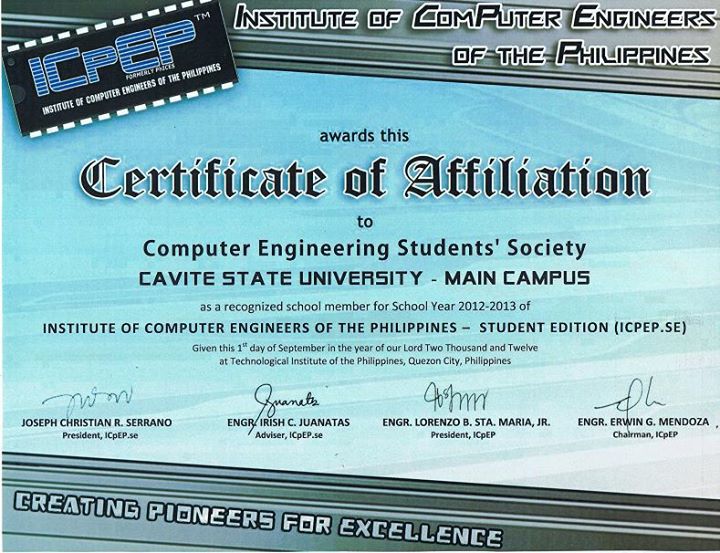 ICpEP™
FORMERLY PHICES
INSTITUTE OF COMPUTER ENGINEERS OF THE PHILIPPINES
INSTITUTE OF COMPUTER ENGINEERS
OF THE PHILIPPINES
awards this
Certificate of Affiliation
to
Computer Engineering Students' Society
CAVITE STATE UNIVERSITY - MAIN CAMPUS
as a recognized school member for School Year 2012-2013 of
INSTITUTE OF COMPUTER ENGINEERS OF THE PHILIPPINES – STUDENT EDITION (ICPEP.SE)
Given this 1st day of September in the year of our Lord Two Thousand and Twelve
at Technological Institute of the Philippines, Quezon City, Philippines
Juanatas
JOSEPH CHRISTIAN R. SERRANO
President, ICpEP.se
ENGR. IRISH C. JUANATAS
Adviser, ICpEP.se
ENGR. LORENZO B. STA. MARIA, JR.
President, ICpEP
ENGR. ERWIN G. MENDOZA
Chairman, ICpEP
CREATING PIONEERS FOR EXCELLENCE